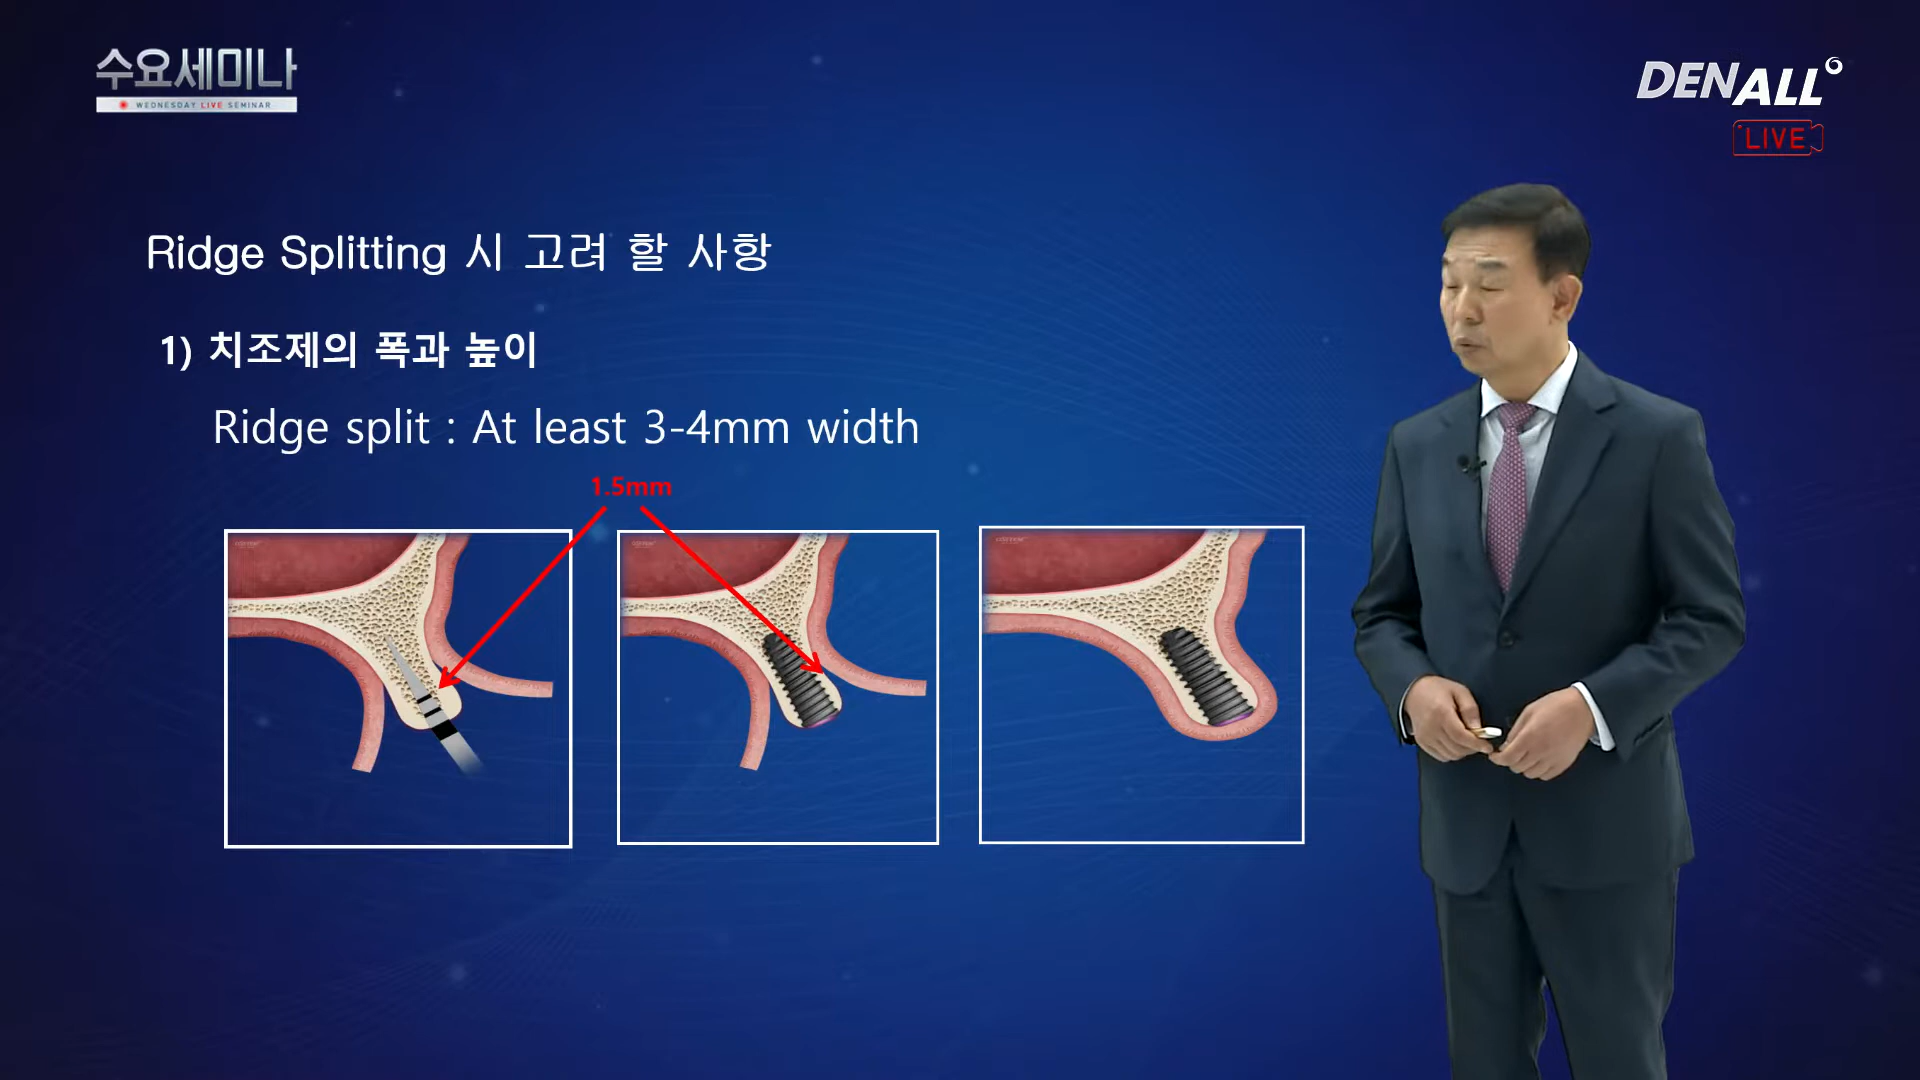 수요세미나
WEDNESDAY LIVE SEMINAR
DENALL
LIVE
Ridge Splitting 시 고려 할 사항
1) 치조제의 폭과 높이
Ridge split : At least 3-4mm width
1.5mm